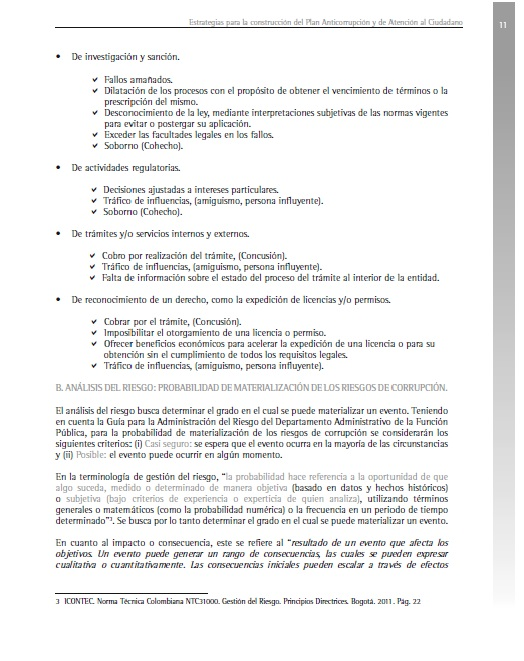 Estrategias para la construcción del Plan Anticorrupción y de Atención al Ciudadano
11
• De investigación y sanción.
Fallos amañados.
Dilatación de los procesos con el propósito de obtener el vencimiento de términos o la
prescripción del mismo.
Desconocimiento de la ley, mediante interpretaciones subjetivas de las normas vigentes
para evitar o postergar su aplicación.
Exceder las facultades legales en los fallos.
Soborno (Cohecho).
• De actividades regulatorias.
Decisiones ajustadas a intereses particulares.
Tráfico de influencias, (amiguismo, persona influyente).
Soborno (Cohecho).
• De trámites y/o servicios internos y externos.
Cobro por realización del trámite, (Concusión).
Tráfico de influencias, (amiguismo, persona influyente).
Falta de información sobre el estado del proceso del trámite al interior de la entidad.
• De reconocimiento de un derecho, como la expedición de licencias y/o permisos.
Cobrar por el trámite, (Concusión).
Imposibilitar el otorgamiento de una licencia o permiso.
Ofrecer beneficios económicos para acelerar la expedición de una licencia o para su
obtención sin el cumplimiento de todos los requisitos legales.
Tráfico de influencias, (amiguismo, persona influyente).
B. ANÁLISIS DEL RIESGO: PROBABILIDAD DE MATERIALIZACIÓN DE LOS RIESGOS DE CORRUPCIÓN.
El análisis del riesgo busca determinar el grado en el cual se puede materializar un evento. Teniendo
en cuenta la Guía para la Administración del Riesgo del Departamento Administrativo de la Función
Pública, para la probabilidad de materialización de los riesgos de corrupción se considerarán los
siguientes criterios: (i) Casi seguro: se espera que el evento ocurra en la mayoría de las circunstancias
y (ii) Posible: el evento puede ocurrir en algún momento.
En la terminología de gestión del riesgo, "la probabilidad hace referencia a la oportunidad de que
algo suceda, medido o determinado de manera objetiva (basado en datos y hechos históricos)
o subjetiva (bajo criterios de experiencia o experticia de quien analiza), utilizando términos
generales o matemáticos (como la probabilidad numérica) o la frecuencia en un periodo de tiempo
determinado"³. Se busca por lo tanto determinar el grado en el cual se puede materializar un evento.
En cuanto al impacto o consecuencia, este se refiere al "resultado de un evento que afecta los
objetivos. Un evento puede generar un rango de consecuencias, las cuales se pueden expresar
cualitativa o cuantitativamente. Las consecuencias iniciales pueden escalar a través de efectos
3 ICONTEC. Norma Técnica Colombiana NTC31000. Gestión del Riesgo. Principios Directrices. Bogotá. 2011. Pág. 22